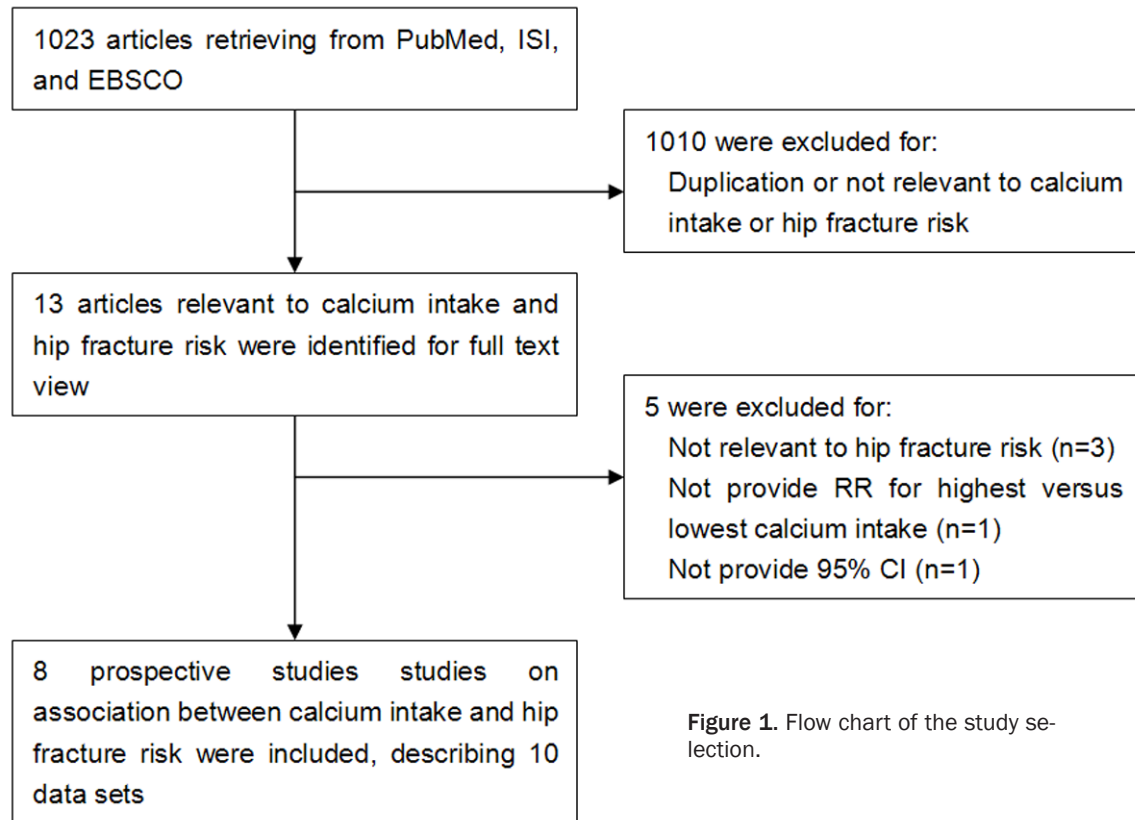 1023 articles retrieving from PubMed, ISI,
and EBSCO
1010 were excluded for:
Duplication or not relevant to calcium
intake or hip fracture risk
13 articles relevant to calcium intake and
hip fracture risk were identified for full text
view
5 were excluded for:
Not relevant to hip fracture risk (n=3)
Not provide RR for highest versus
lowest calcium intake (n=1)
Not provide 95% CI (n=1)
8 prospective studies studies on
association between calcium intake and hip
fracture risk were included, describing 10
data sets
Figure 1. Flow chart of the study se-
lection.